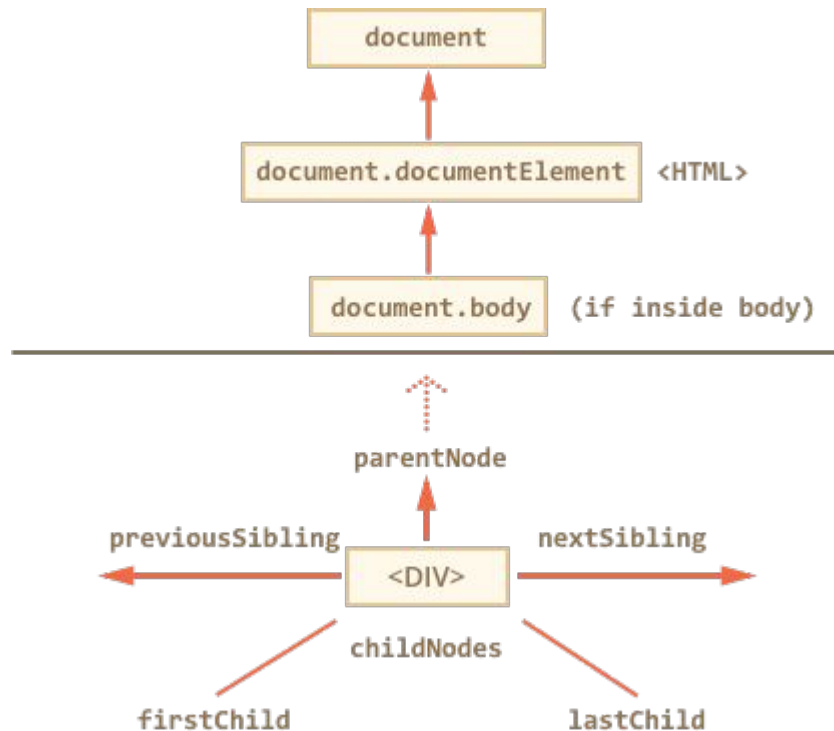 document
document.documentElement <HTML>
document.body (if inside body)
parentNode
previousSibling nextSibling
<DIV>
childNodes
firstChild lastChild